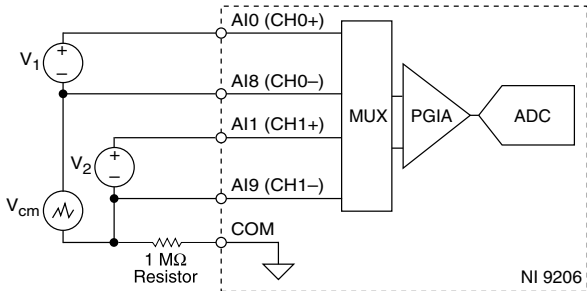 AI0 (CH0+)
V1
+
–
AI8 (CH0–)
AI1 (CH1+)
MUX
PGIA
ADC
V2
+
–
AI9 (CH1–)
Vcm
COM
1 MΩ
Resistor
NI 9206